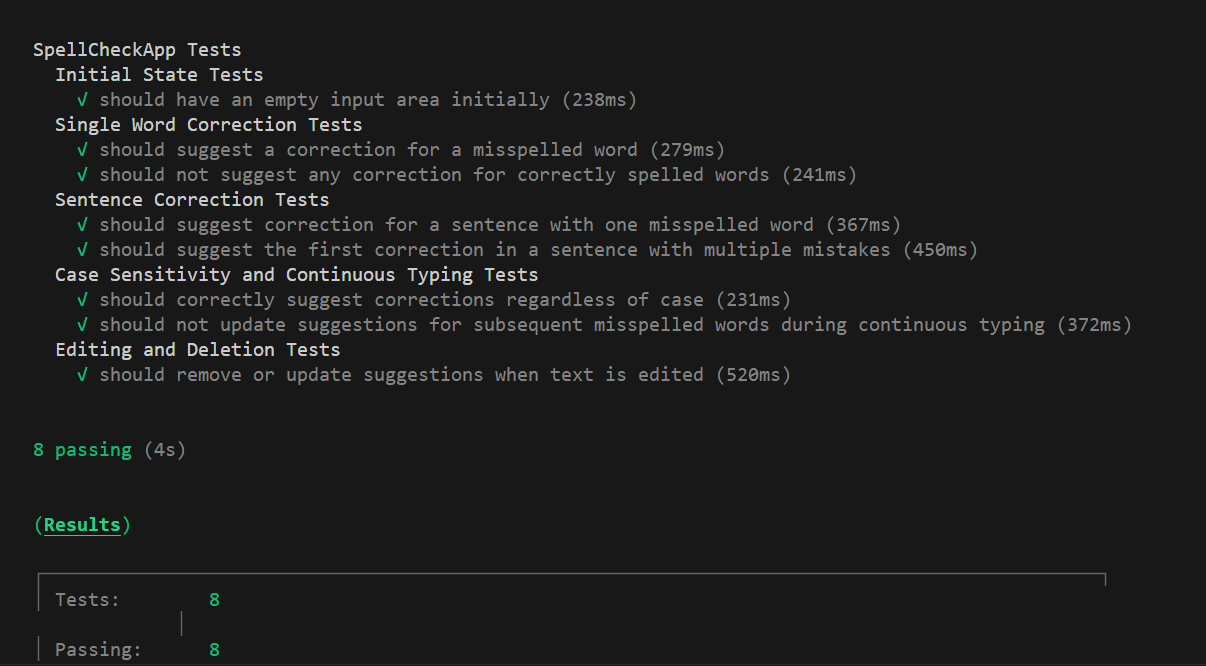 SpellCheckApp Tests
Initial State Tests
√ should have an empty input area initially (238ms)
Single Word Correction Tests
√ should suggest a correction for a misspelled word (279ms)
√ should not suggest any correction for correctly spelled words (241ms)
Sentence Correction Tests
√ should suggest correction for a sentence with one misspelled word (367ms)
√ should suggest the first correction in a sentence with multiple mistakes (450ms)
Case Sensitivity and Continuous Typing Tests
√ should correctly suggest corrections regardless of case (231ms)
√ should not update suggestions for subsequent misspelled words during continuous typing (372ms)
Editing and Deletion Tests
√ should remove or update suggestions when text is edited (520ms)
8 passing (4s)
(Results)
Tests: 8
Passing: 8